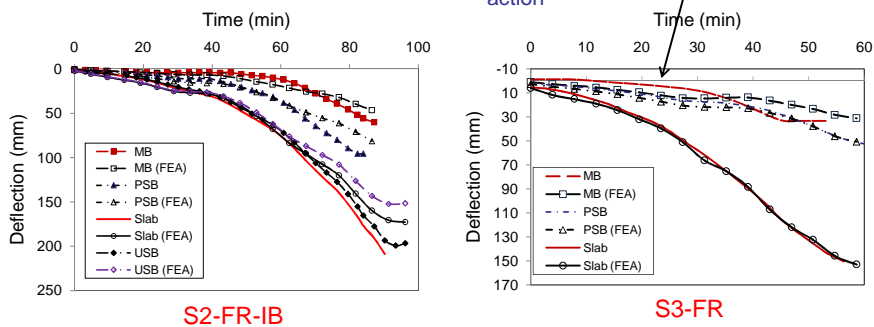 action
Time (min)
0 20 40 60 80 100
0
50
100
150
200
250
Deflection (mm)
MB
MB (FEA)
PSB
PSB (FEA)
Slab
Slab (FEA)
USB
USB (FEA)
S2-FR-IB
Time (min)
0 10 20 30 40 50 60
-10
10
30
50
70
90
110
130
150
170
Deflection (mm)
MB
MB (FEA)
PSB
PSB (FEA)
Slab
Slab (FEA)
S3-FR